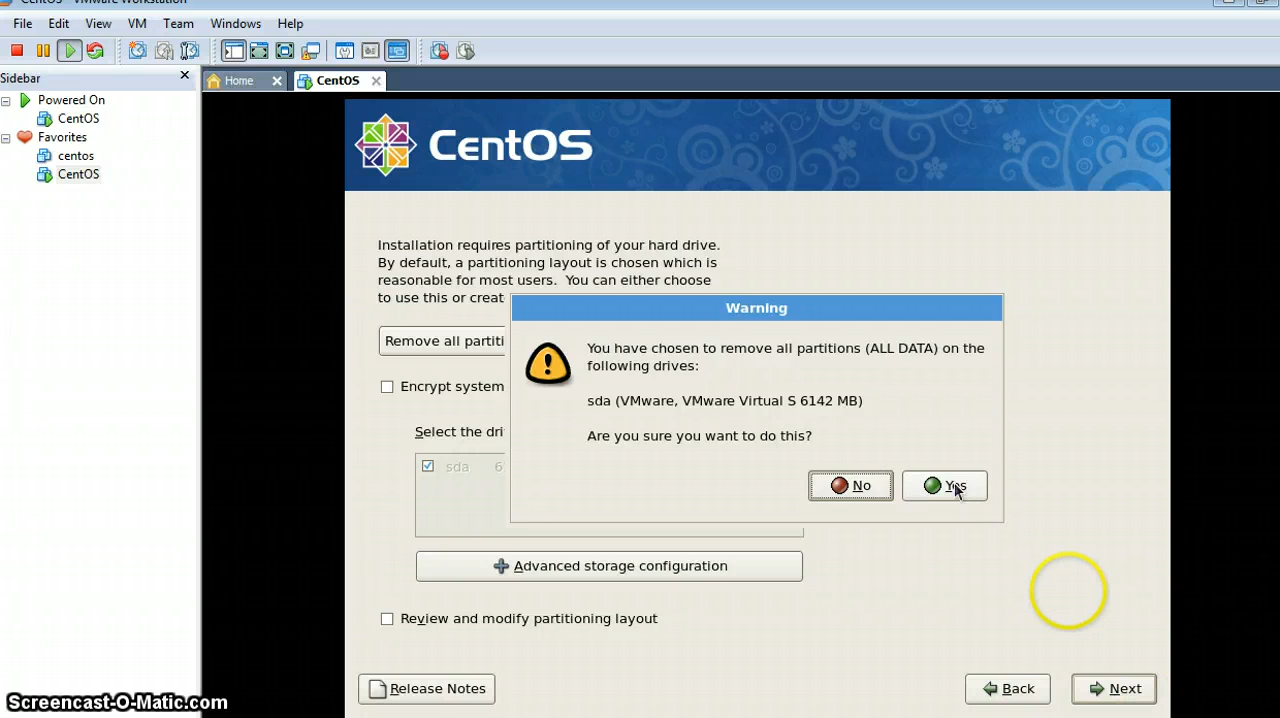 CentOS - VMware Workstation
File Edit View VM Team Windows Help
Sidebar
Home CentOS
Powered On
CentOS
Favorites
centos
CentOS
CentOS
Installation requires partitioning of your hard drive.
By default, a partitioning layout is chosen which is
reasonable for most users. You can either choose
to use this or creat
Remove all partiti
Encrypt system
Select the dri
sda 6
Warning
You have chosen to remove all partitions (ALL DATA) on the
following drives:
sda (VMware, VMware Virtual S 6142 MB)
Are you sure you want to do this?
No Yes
Advanced storage configuration
Review and modify partitioning layout
Release Notes Back Next
Screencast-O-Matic.com